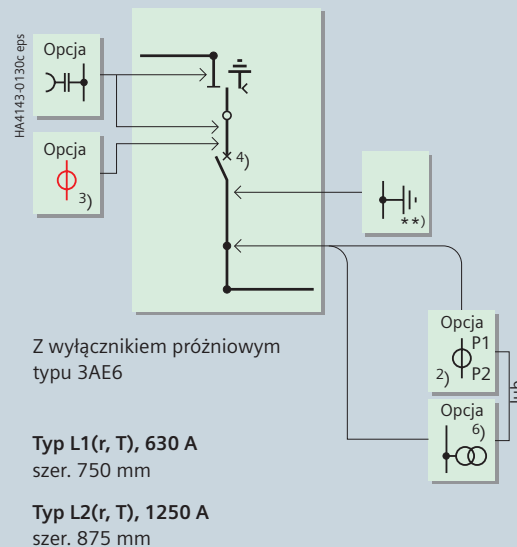 HA4143-0130c eps
Opcja
Opcja
3)
4)
**)
Opcja
P1
2)
P2
Opcja
6)
lub
Z wyłącznikiem próżniowym
typu 3AE6
Typ L1(r, T), 630 A
szer. 750 mm
Typ L2(r, T), 1250 A
szer. 875 mm